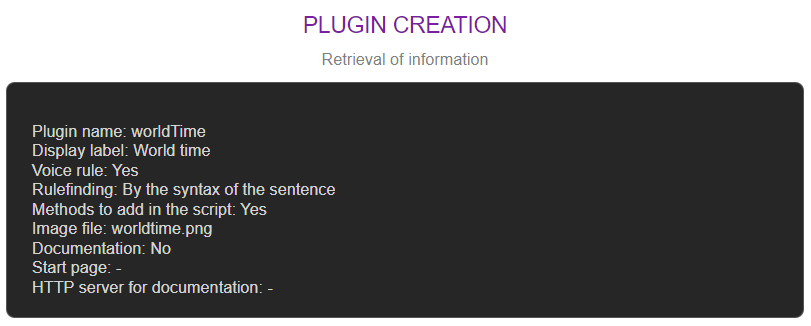 PLUGIN CREATION
Retrieval of information
Plugin name: worldTime
Display label: World time
Voice rule: Yes
Rulefinding: By the syntax of the sentence
Methods to add in the script: Yes
Image file: worldtime.png
Documentation: No
Start page: -
HTTP server for documentation: -